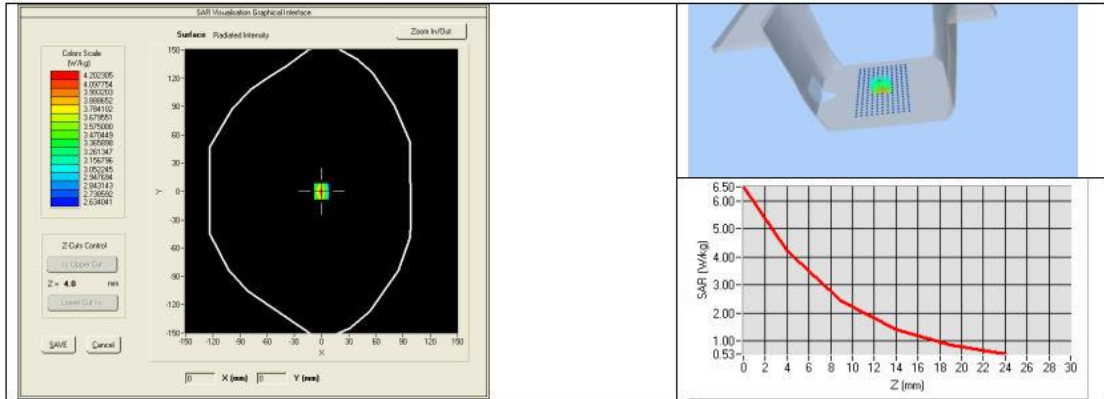 SAR Visualisation Graphical Interface
Surface Radiated Intensity
Zoom In/Out
Colors Scale
(W/kg)
4.202305
4.097754
3.993203
3.888652
3.784102
3.679551
3.575000
3.470449
3.365898
3.261347
3.156796
3.052245
2.947694
2.843143
2.738592
2.634041
Z-Cuts Control
<< Upper Cut
Z = 4.0 mm
Lower Cut >>
SAVE Cancel
150
120
90
60
30
0
-30
-60
-90
-120
-150
Y
-150 -120 -90 -60 -30 0 30 60 90 120 150
X
0 X (mm) 0 Y (mm)
6.50
6.00
5.00
4.00
3.00
2.00
1.00
0.53
SAR (W/kg)
0 2 4 6 8 10 12 14 16 18 20 22 24 26 28 30
Z (mm)